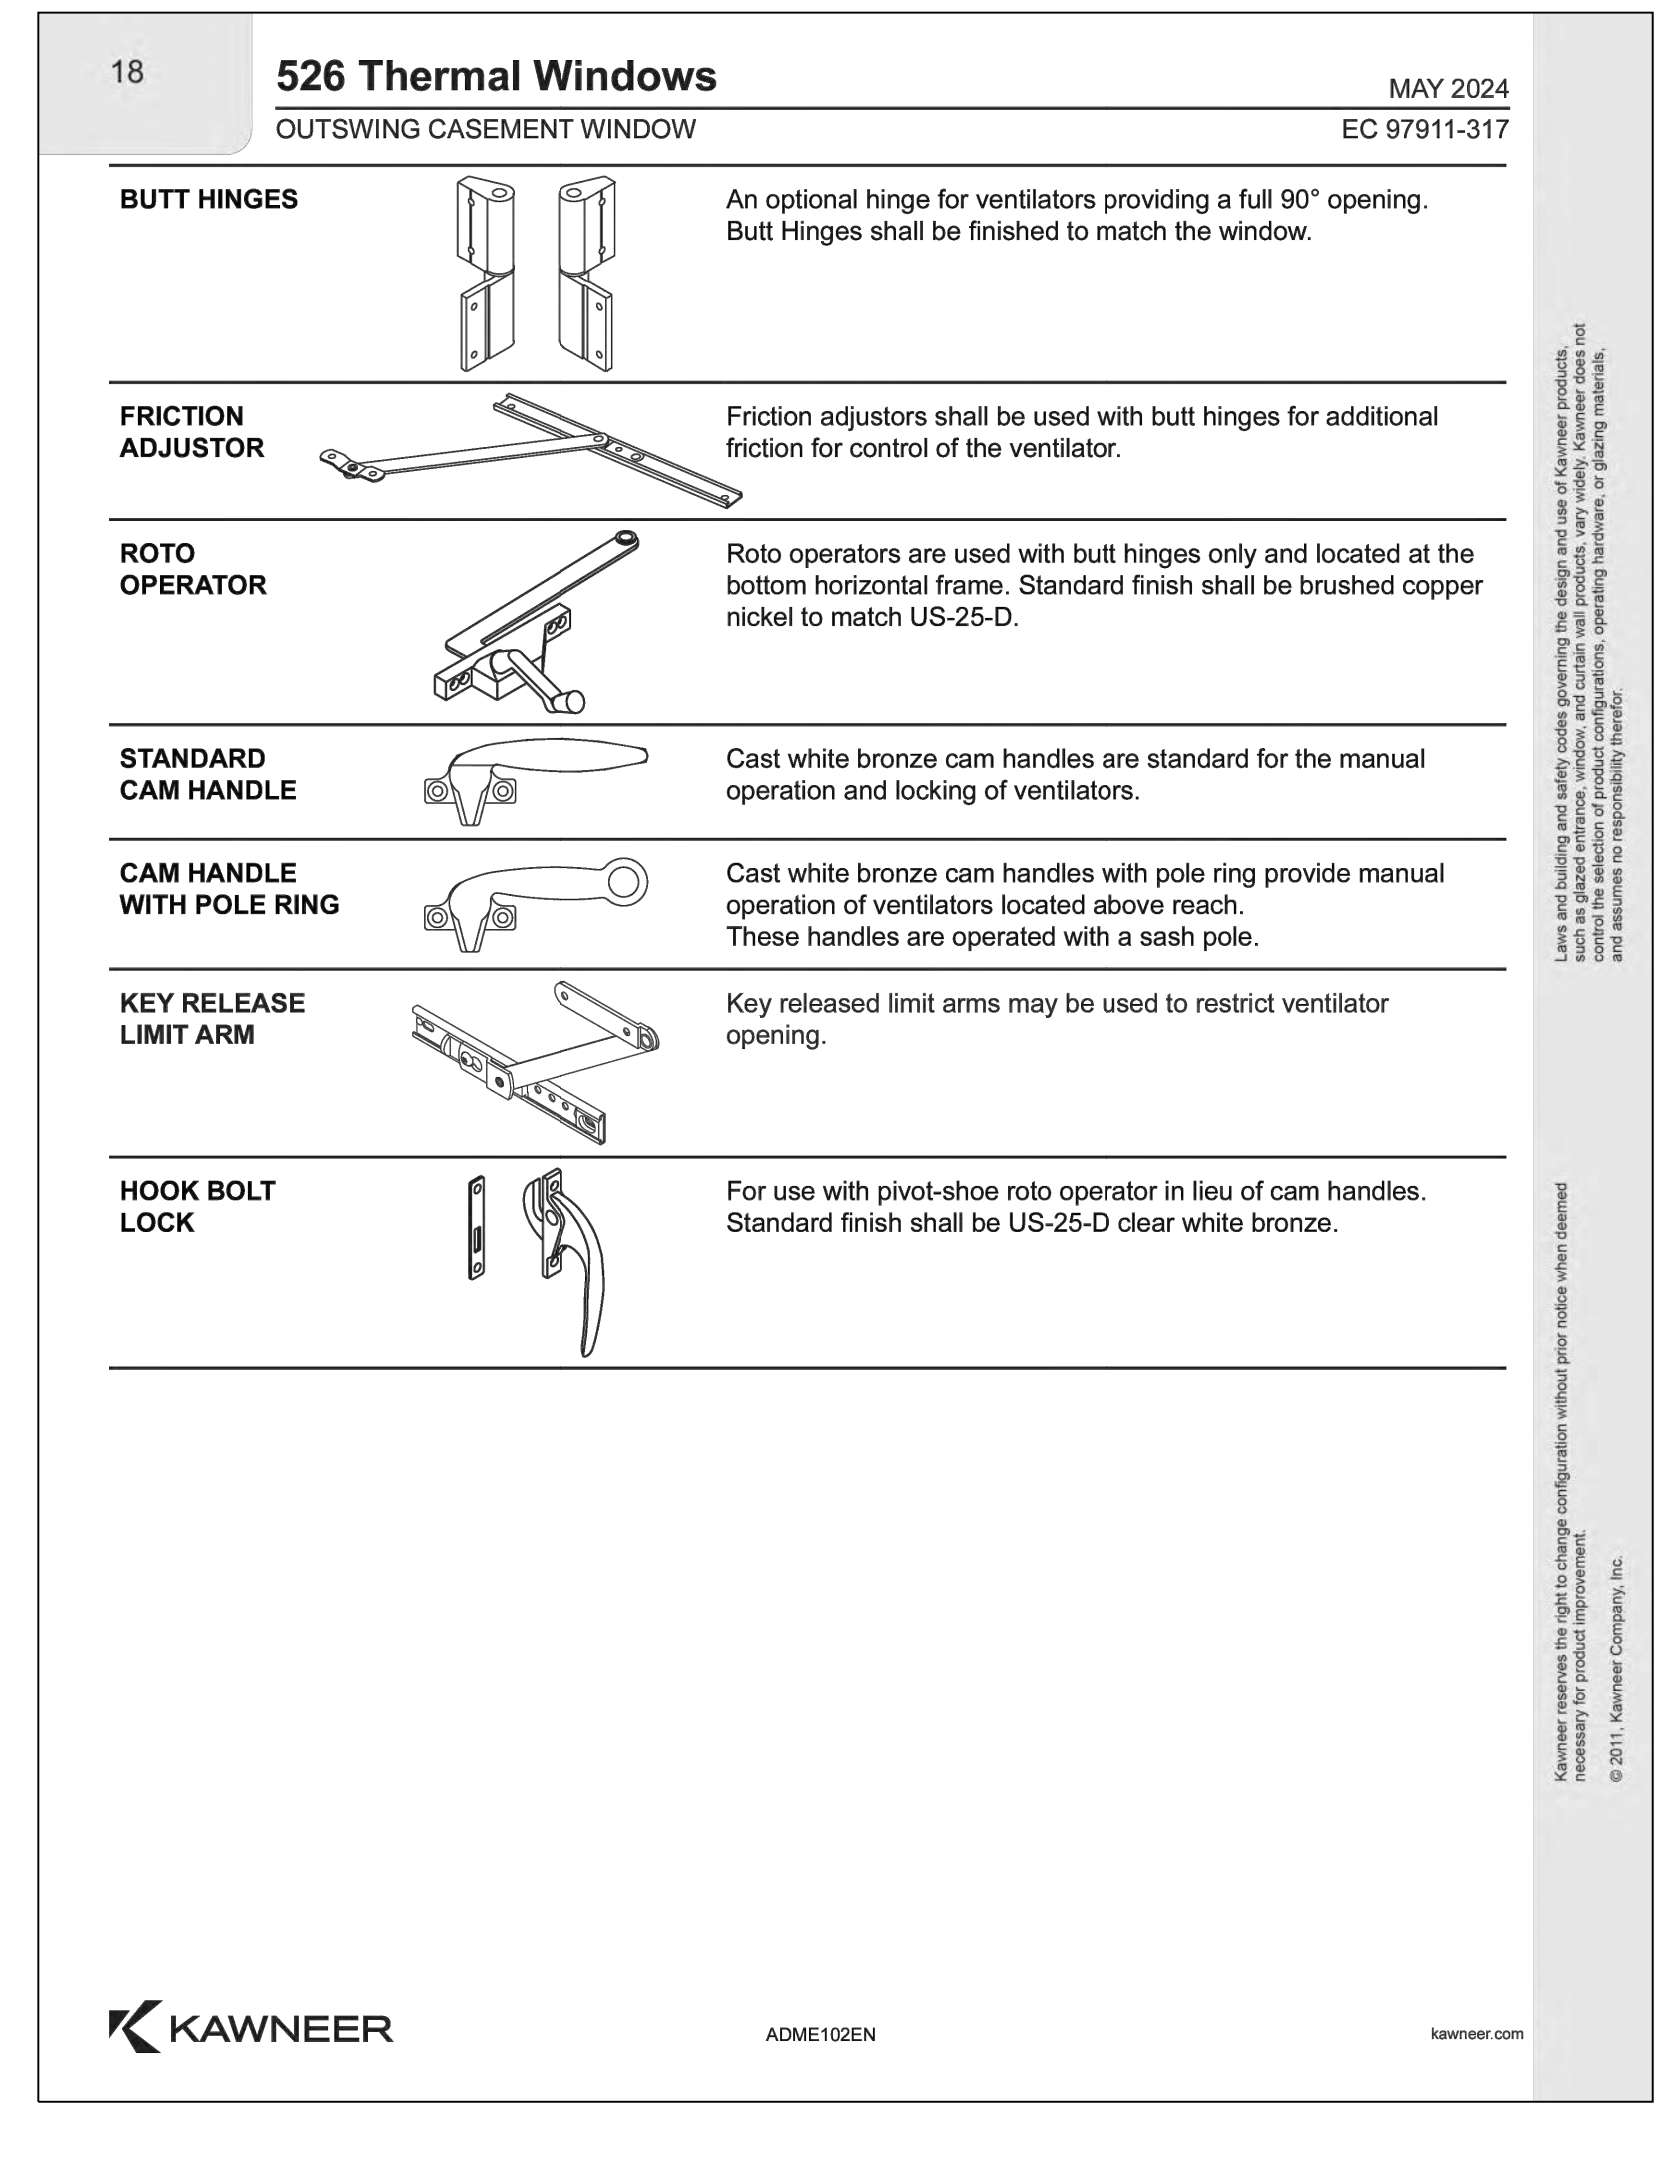 18
526 Thermal Windows
MAY 2024
OUTSWING CASEMENT WINDOW
EC 97911-317
BUTT HINGES
An optional hinge for ventilators providing a full 90° opening.
Butt Hinges shall be finished to match the window.
FRICTION
ADJUSTOR
Friction adjustors shall be used with butt hinges for additional
friction for control of the ventilator.
ROTO
OPERATOR
Roto operators are used with butt hinges only and located at the
bottom horizontal frame. Standard finish shall be brushed copper
nickel to match US-25-D.
STANDARD
CAM HANDLE
Cast white bronze cam handles are standard for the manual
operation and locking of ventilators.
CAM HANDLE
WITH POLE RING
Cast white bronze cam handles with pole ring provide manual
operation of ventilators located above reach.
These handles are operated with a sash pole.
KEY RELEASE
LIMIT ARM
Key released limit arms may be used to restrict ventilator
opening.
HOOK BOLT
LOCK
For use with pivot-shoe roto operator in lieu of cam handles.
Standard finish shall be US-25-D clear white bronze.
Laws and building and safety codes governing the design and use of Kawneer products,
such as glazed entrance, window, and curtain wall products, vary widely. Kawneer does not
control the selection of product configurations, operating hardware, or glazing materials,
and assumes no responsibility therefor.
Kawneer reserves the right to change configuration without prior notice when deemed
necessary for product improvement.
© 2011, Kawneer Company, Inc.
KAWNEER
ADME102EN
kawneer.com